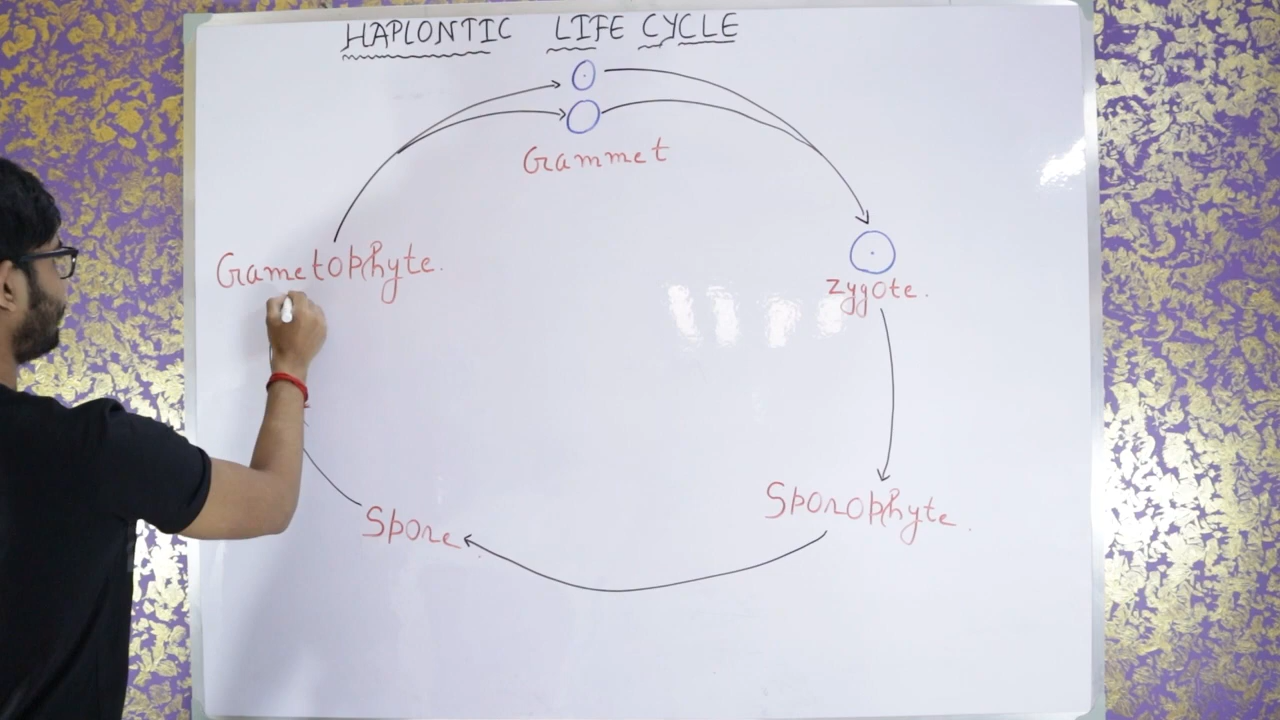 HAPLONTIC LIFE CYCLE
Grammet
Gametophyte.
Zygote.
Sporophyte.
Spore